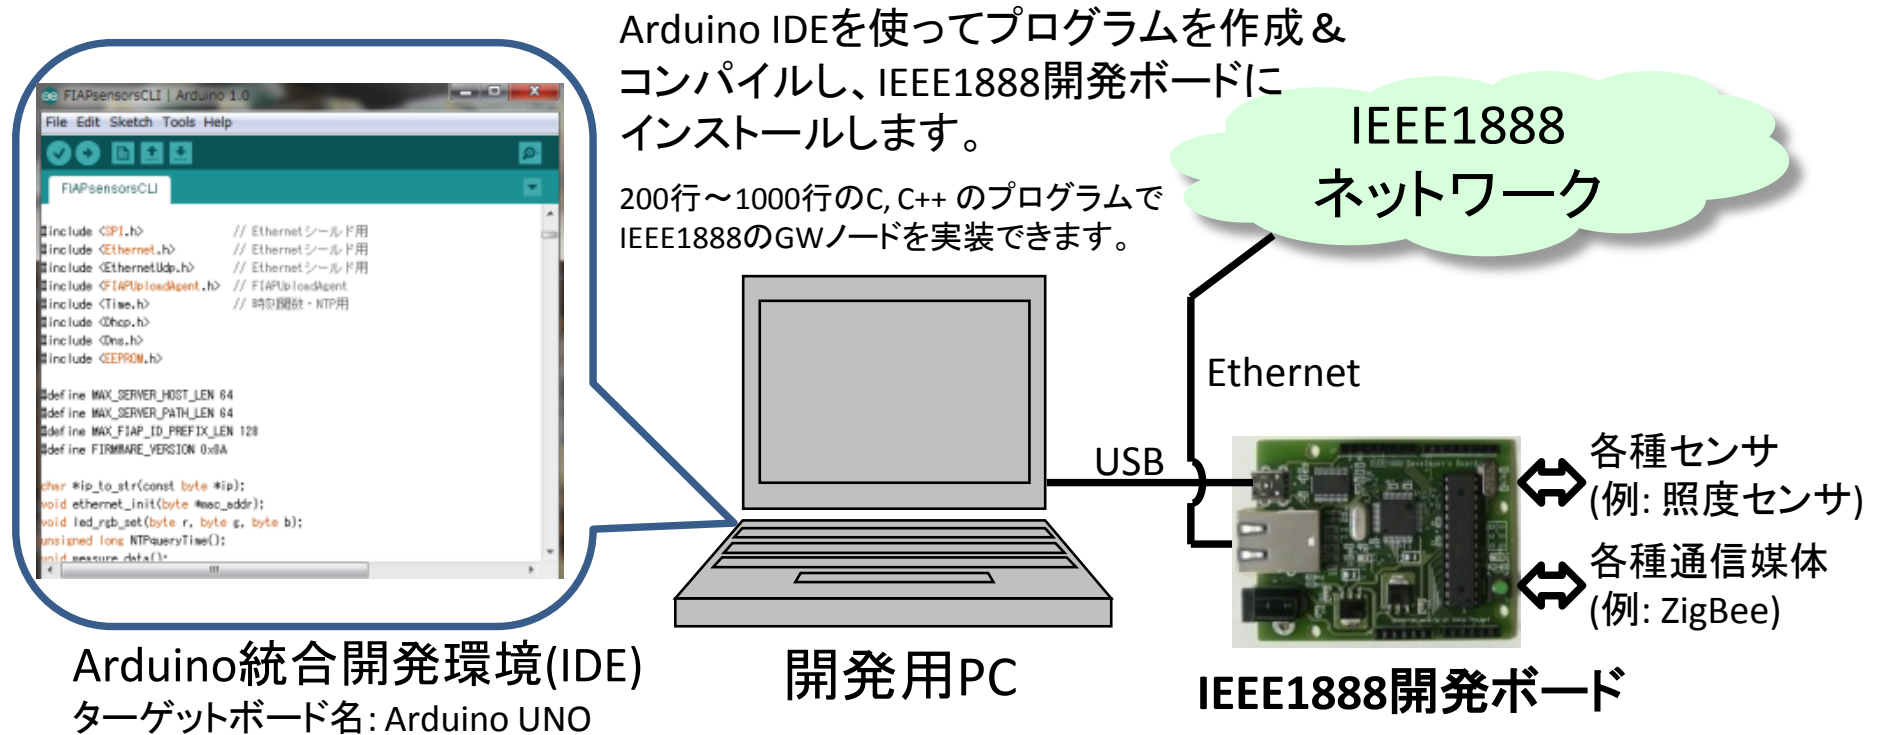 Arduino IDEを使ってプログラムを作成＆
コンパイルし、IEEE1888開発ボードに
インストールします。
200行～1000行のC, C++ のプログラムで
IEEE1888のGWノードを実装できます。
FIAPsensorsCLI | Arduino 1.0
File Edit Sketch Tools Help
FIAPsensorsCLI
#include <SPI.h> // Ethernetシールド用
#include <Ethernet.h> // Ethernetシールド用
#include <EthernetUdp.h> // Ethernetシールド用
#include <FIAPUploadAgent.h> // FIAPUploadAgent
#include <Time.h> // 時刻関数・NTP用
#include <Dhcp.h>
#include <Dns.h>
#include <EEPROM.h>
#define MAX_SERVER_HOST_LEN 64
#define MAX_SERVER_PATH_LEN 64
#define MAX_FIAP_ID_PREFIX_LEN 128
#define FIRMWARE_VERSION 0x0A
char *ip_to_str(const byte *ip);
void ethernet_init(byte *mac_addr);
void led_rgb_set(byte r, byte g, byte b);
unsigned long NTPqueryTime();
void measure_data();
IEEE1888
ネットワーク
Ethernet
USB
各種センサ
(例: 照度センサ)
各種通信媒体
(例: ZigBee)
Arduino統合開発環境(IDE)
ターゲットボード名: Arduino UNO
開発用PC
IEEE1888開発ボード